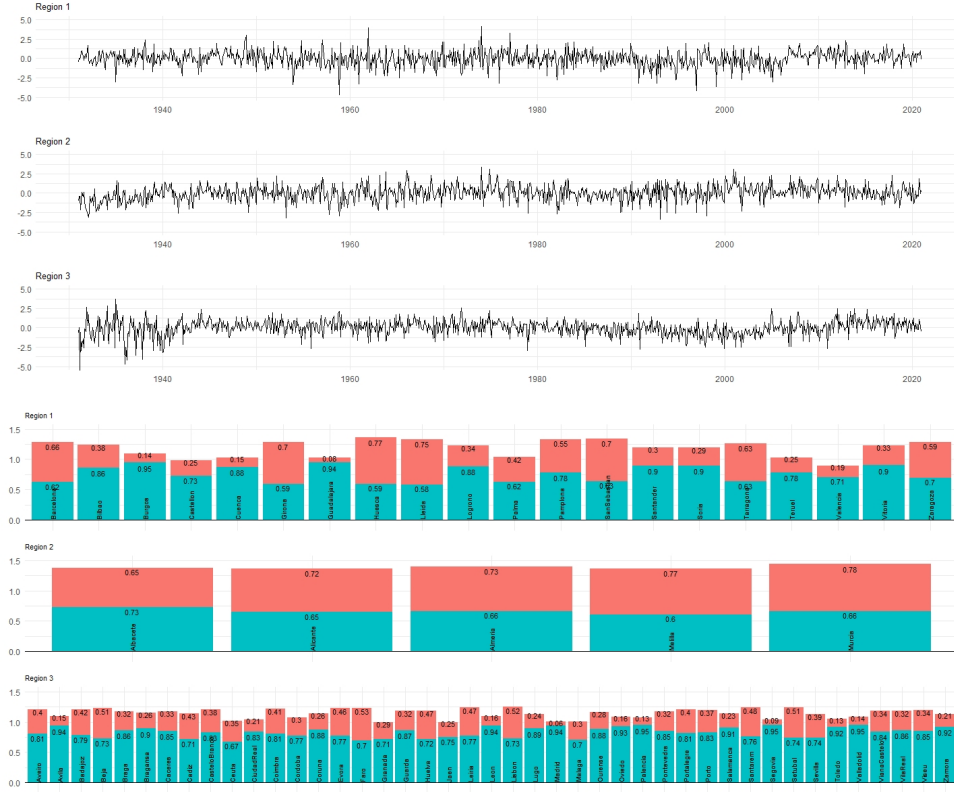 Region 1
5.0
2.5
0.0
-2.5
-5.0
1940 1960 1980 2000 2020
Region 2
5.0
2.5
0.0
-2.5
-5.0
1940 1960 1980 2000 2020
Region 3
5.0
2.5
0.0
-2.5
-5.0
1940 1960 1980 2000 2020
Region 1
1.5
1.0
0.5
0.0
0.66 0.38 0.14 0.25 0.15 0.7 0.08 0.77 0.75 0.34 0.42 0.55 0.7 0.3 0.29 0.63 0.25 0.19 0.33 0.59
0.62 0.86 0.95 0.73 0.88 0.59 0.94 0.59 0.58 0.88 0.62 0.78 0.63 0.9 0.9 0.63 0.78 0.71 0.9 0.7
Barcelona Bilbao Burgos Castellon Cuenca Girona Guadalajara Huesca Lleida Logrono Palma Pamplona SanSebastian Santander Soria Tarragona Teruel Valencia Vitoria Zaragoza
Region 2
1.5
1.0
0.5
0.0
0.65 0.72 0.73 0.77 0.78
0.73 0.65 0.66 0.6 0.66
Albacete Alicante Almeria Melilla Murcia
Region 3
1.5
1.0
0.5
0.0
0.4 0.15 0.42 0.51 0.32 0.26 0.33 0.43 0.38 0.35 0.21 0.41 0.3 0.26 0.46 0.53 0.29 0.32 0.47 0.25 0.47 0.16 0.52 0.24 0.06 0.3 0.28 0.16 0.13 0.32 0.4 0.37 0.23 0.48 0.09 0.51 0.39 0.13 0.14 0.34 0.32 0.34 0.21
0.81 0.94 0.79 0.73 0.86 0.9 0.85 0.71 0.83 0.67 0.83 0.81 0.77 0.88 0.77 0.7 0.71 0.87 0.72 0.75 0.77 0.94 0.73 0.89 0.94 0.7 0.88 0.93 0.95 0.85 0.81 0.83 0.91 0.76 0.95 0.74 0.74 0.92 0.95 0.84 0.86 0.85 0.92
Aveiro Avila Badajoz Beja Braga Braganса Caceres Cadiz CasteloBranco Ceuta CiudadReal Coimbra Cordoba Coruna Evora Faro Granada Guarda Huelva Jaen Leiria Leon Lisbon Lugo Madrid Malaga Ourense Oviedo Palencia Pontevedra Portalegre Porto Salamanca Santarem Segovia Setubal Seville Toledo Valladolid VianaCastelo VilaReal Viseu Zamora